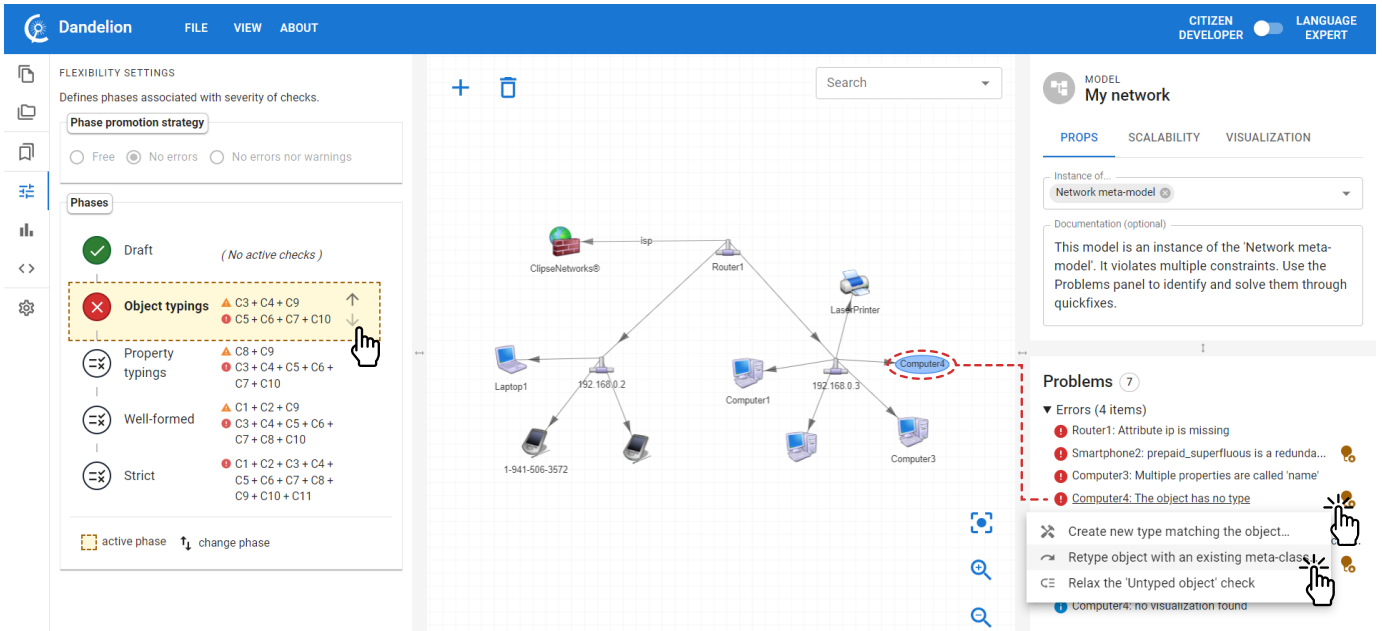 Dandelion
FILE
VIEW
ABOUT
CITIZEN
DEVELOPER
LANGUAGE
EXPERT
FLEXIBILITY SETTINGS
Defines phases associated with severity of checks.
Phase promotion strategy
Free
No errors
No errors nor warnings
Phases
Draft
( No active checks )
Object typings
C3 + C4 + C9
C5 + C6 + C7 + C10
Property
typings
C8 + C9
C3 + C4 + C5 + C6 +
C7 + C10
Well-formed
C1 + C2 + C9
C3 + C4 + C5 + C6 +
C7 + C8 + C10
Strict
C1 + C2 + C3 + C4 +
C5 + C6 + C7 + C8 +
C9 + C10 + C11
active phase
change phase
Search
isp
ClipseNetworks®
Router1
LaserPrinter
Laptop1
192.168.0.2
Computer4
Computer1
192.168.0.3
1-941-506-3572
Computer3
MODEL
My network
PROPS
SCALABILITY
VISUALIZATION
Instance of...
Network meta-model
Documentation (optional)
This model is an instance of the 'Network meta-
model'. It violates multiple constraints. Use the
Problems panel to identify and solve them through
quickfixes.
Problems
7
Errors (4 items)
Router1: Attribute ip is missing
Smartphone2: prepaid_superfluous is a redunda...
Computer3: Multiple properties are called 'name'
Computer4: The object has no type
Create new type matching the object...
Retype object with an existing meta-class
Relax the 'Untyped object' check
Computer4: no visualization found